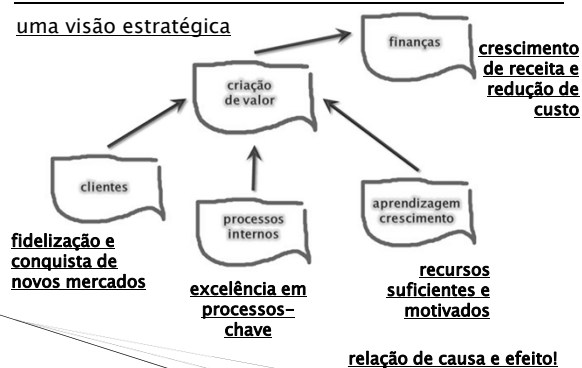 uma visão estratégica
finanças
crescimento
de receita e
redução de
custo
criação
de valor
clientes
fidelização e
conquista de
novos mercados
processos
internos
excelência em
processos-
chave
aprendizagem
crescimento
recursos
suficientes e
motivados
relação de causa e efeito!